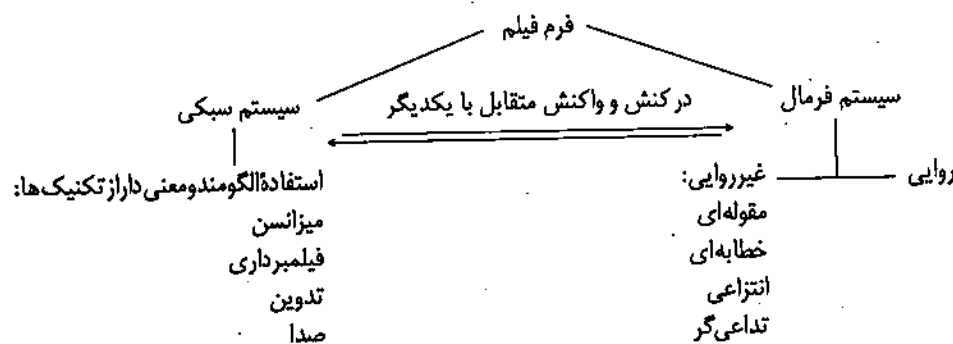 فرم فیلم
سیستم فرمال
در کنش و واکنش متقابل با یکدیگر
سیستم سبکی
روایی
غیرروایی:
مقوله‌ای
خطابه‌ای
انتزاعی
تداعی‌گر
استفادهٔ الگومند و معنی‌دار از تکنیک‌ها:
میزانسن
فیلمبرداری
تدوین
صدا